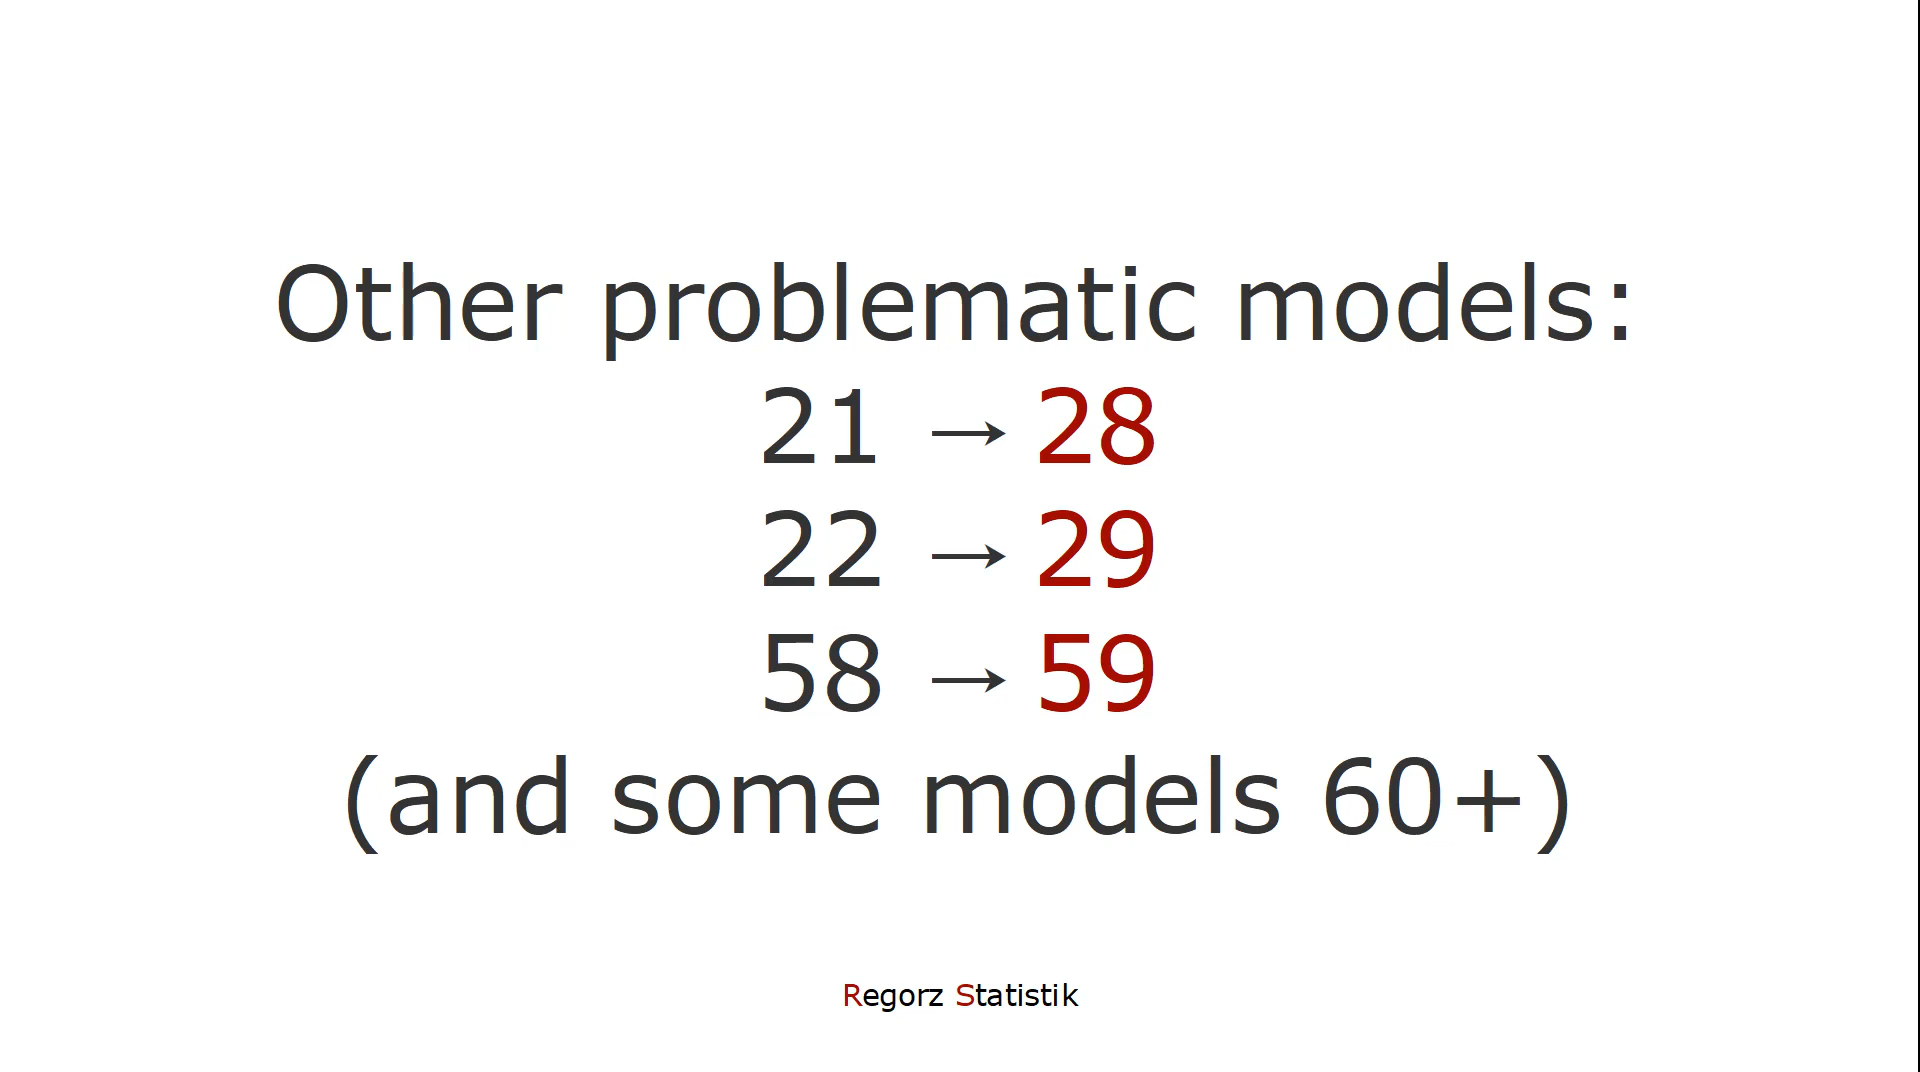 Other problematic models:
21 → 28
22 → 29
58 → 59
(and some models 60+)
Regorz Statistik